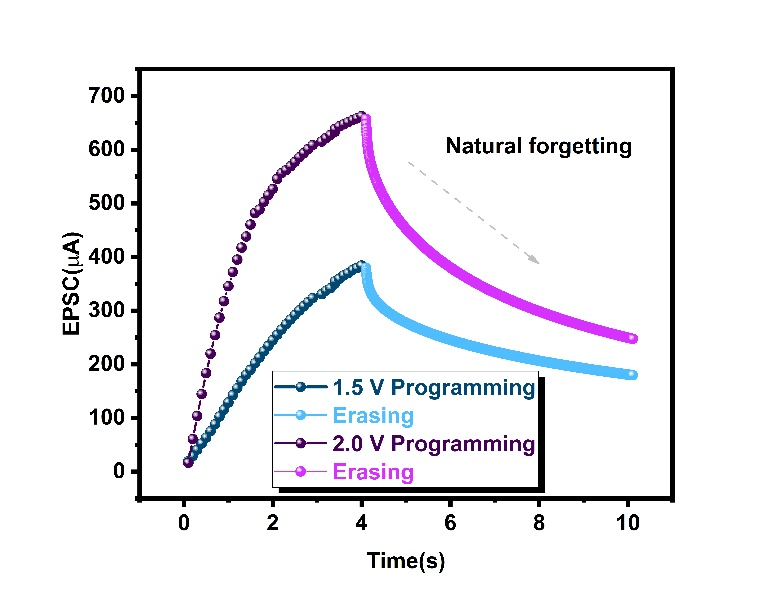 700
600
500
400
300
200
100
0
EPSC(μA)
Natural forgetting
1.5 V Programming
Erasing
2.0 V Programming
Erasing
0 2 4 6 8 10
Time(s)